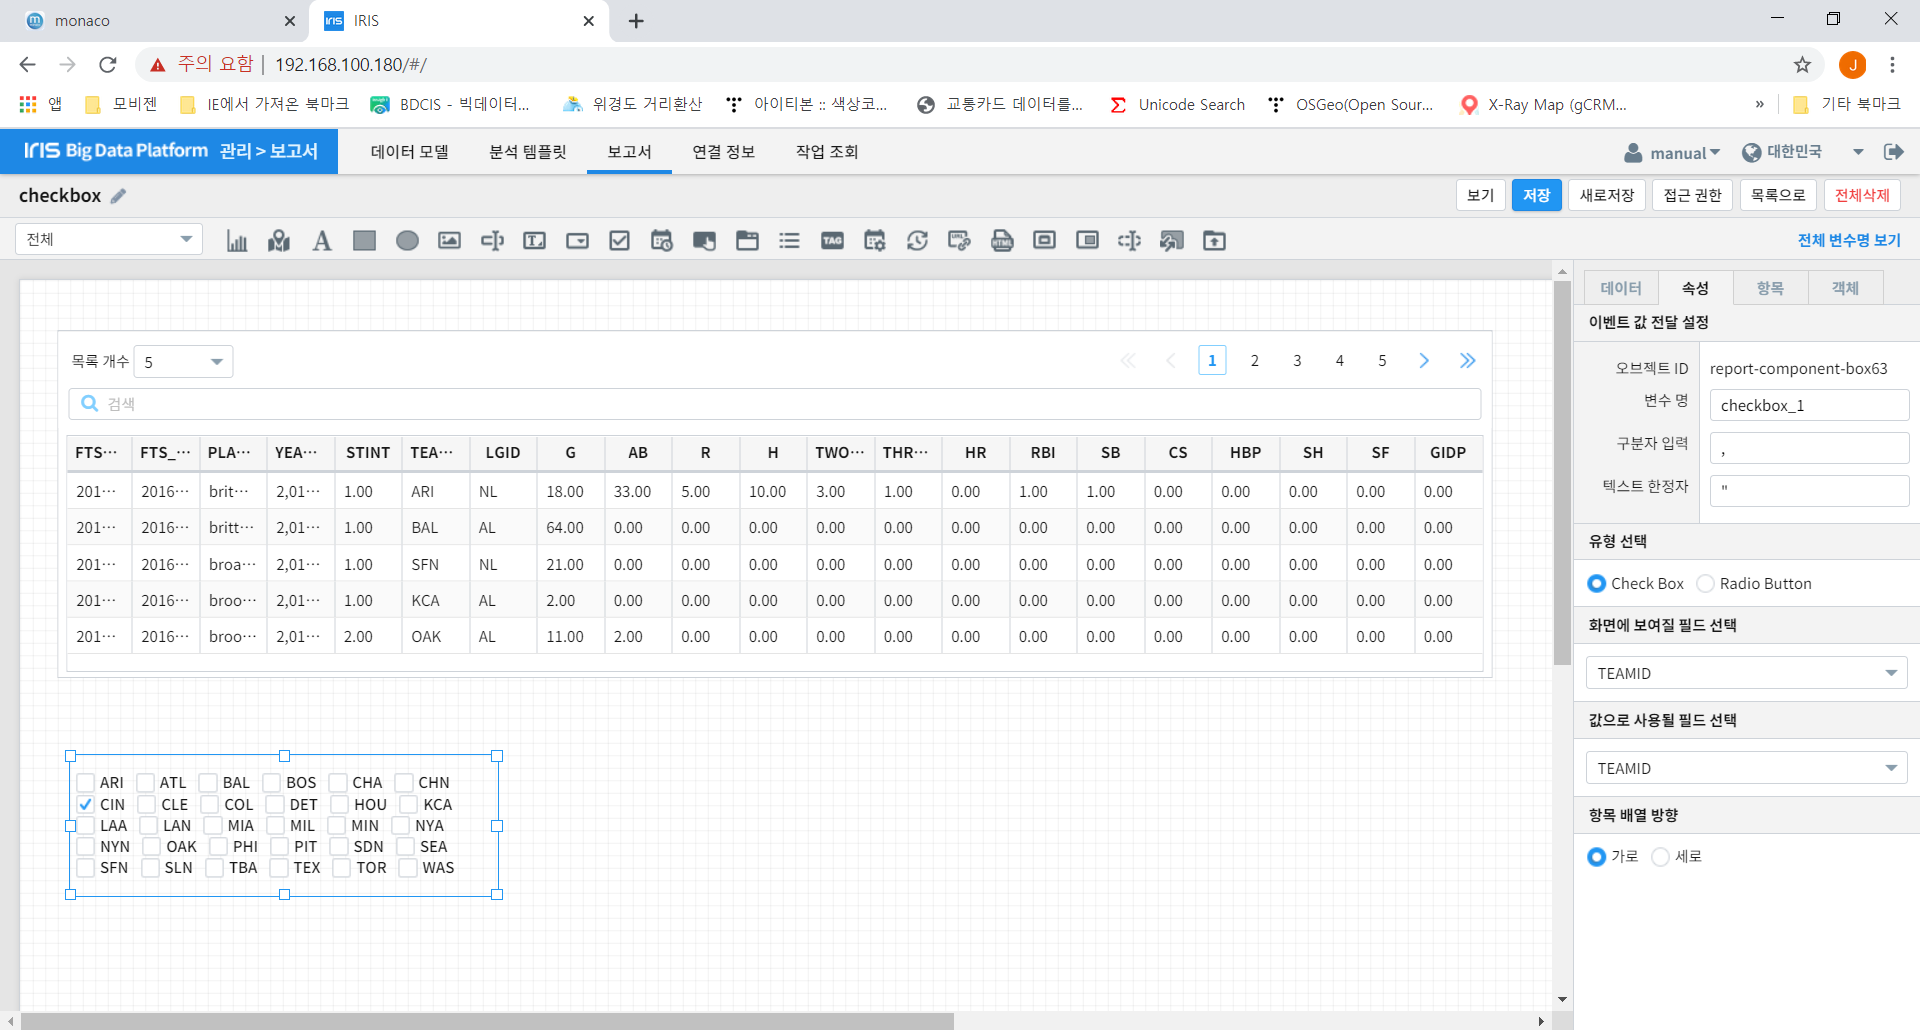 monaco
IRIS
주의 요함 192.168.100.180/#/
J
앱 모비젠 IE에서 가져온 북마크 BDCIS - 빅데이터... 위경도 거리환산 아이티본 :: 색상코... 교통카드 데이터를... Unicode Search OSGeo(Open Sour... X-Ray Map (gCRM... » 기타 북마크
IRIS Big Data Platform 관리 > 보고서 데이터 모델 분석 템플릿 보고서 연결 정보 작업 조회 manual 대한민국
checkbox 보기 저장 새로저장 접근 권한 목록으로 전체삭제
전체 전체 변수명 보기
목록 개수 5 1 2 3 4 5
검색
FTS··· FTS_··· PLA··· YEA··· STINT TEA··· LGID G AB R H TWO··· THR··· HR RBI SB CS HBP SH SF GIDP
201··· 2016··· brit··· 2,01··· 1.00 ARI NL 18.00 33.00 5.00 10.00 3.00 1.00 0.00 1.00 1.00 0.00 0.00 0.00 0.00 0.00
201··· 2016··· britt··· 2,01··· 1.00 BAL AL 64.00 0.00 0.00 0.00 0.00 0.00 0.00 0.00 0.00 0.00 0.00 0.00 0.00 0.00
201··· 2016··· broa··· 2,01··· 1.00 SFN NL 21.00 0.00 0.00 0.00 0.00 0.00 0.00 0.00 0.00 0.00 0.00 0.00 0.00 0.00
201··· 2016··· broo··· 2,01··· 1.00 KCA AL 2.00 0.00 0.00 0.00 0.00 0.00 0.00 0.00 0.00 0.00 0.00 0.00 0.00 0.00
201··· 2016··· broo··· 2,01··· 2.00 OAK AL 11.00 2.00 0.00 0.00 0.00 0.00 0.00 0.00 0.00 0.00 0.00 0.00 0.00 0.00
ARI ATL BAL BOS CHA CHN
CIN CLE COL DET HOU KCA
LAA LAN MIA MIL MIN NYA
NYN OAK PHI PIT SDN SEA
SFN SLN TBA TEX TOR WAS
데이터 속성 항목 객체
이벤트 값 전달 설정
오브젝트 ID report-component-box63
변수 명 checkbox_1
구분자 입력 ,
텍스트 한정자 "
유형 선택
Check Box Radio Button
화면에 보여질 필드 선택
TEAMID
값으로 사용될 필드 선택
TEAMID
항목 배열 방향
가로 세로